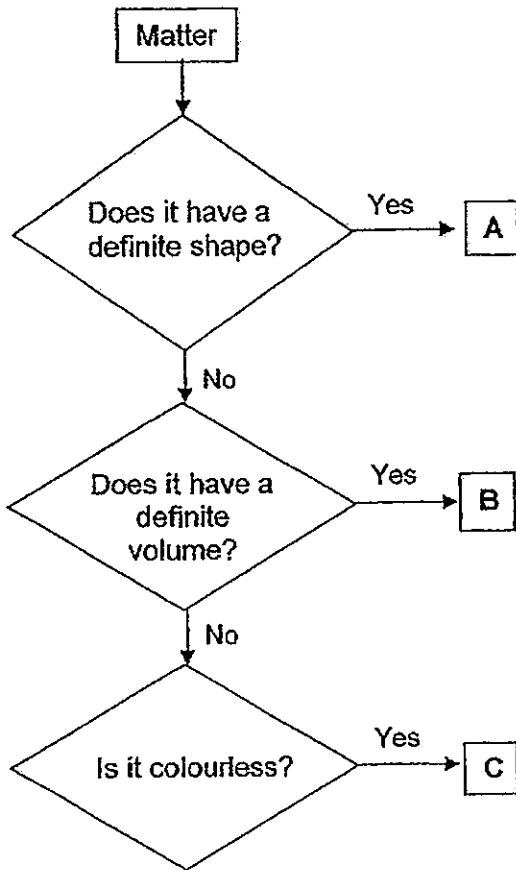 Matter
Does it have a
definite shape?
Yes
A
No
Does it have a
definite
volume?
Yes
B
No
Is it colourless?
Yes
C